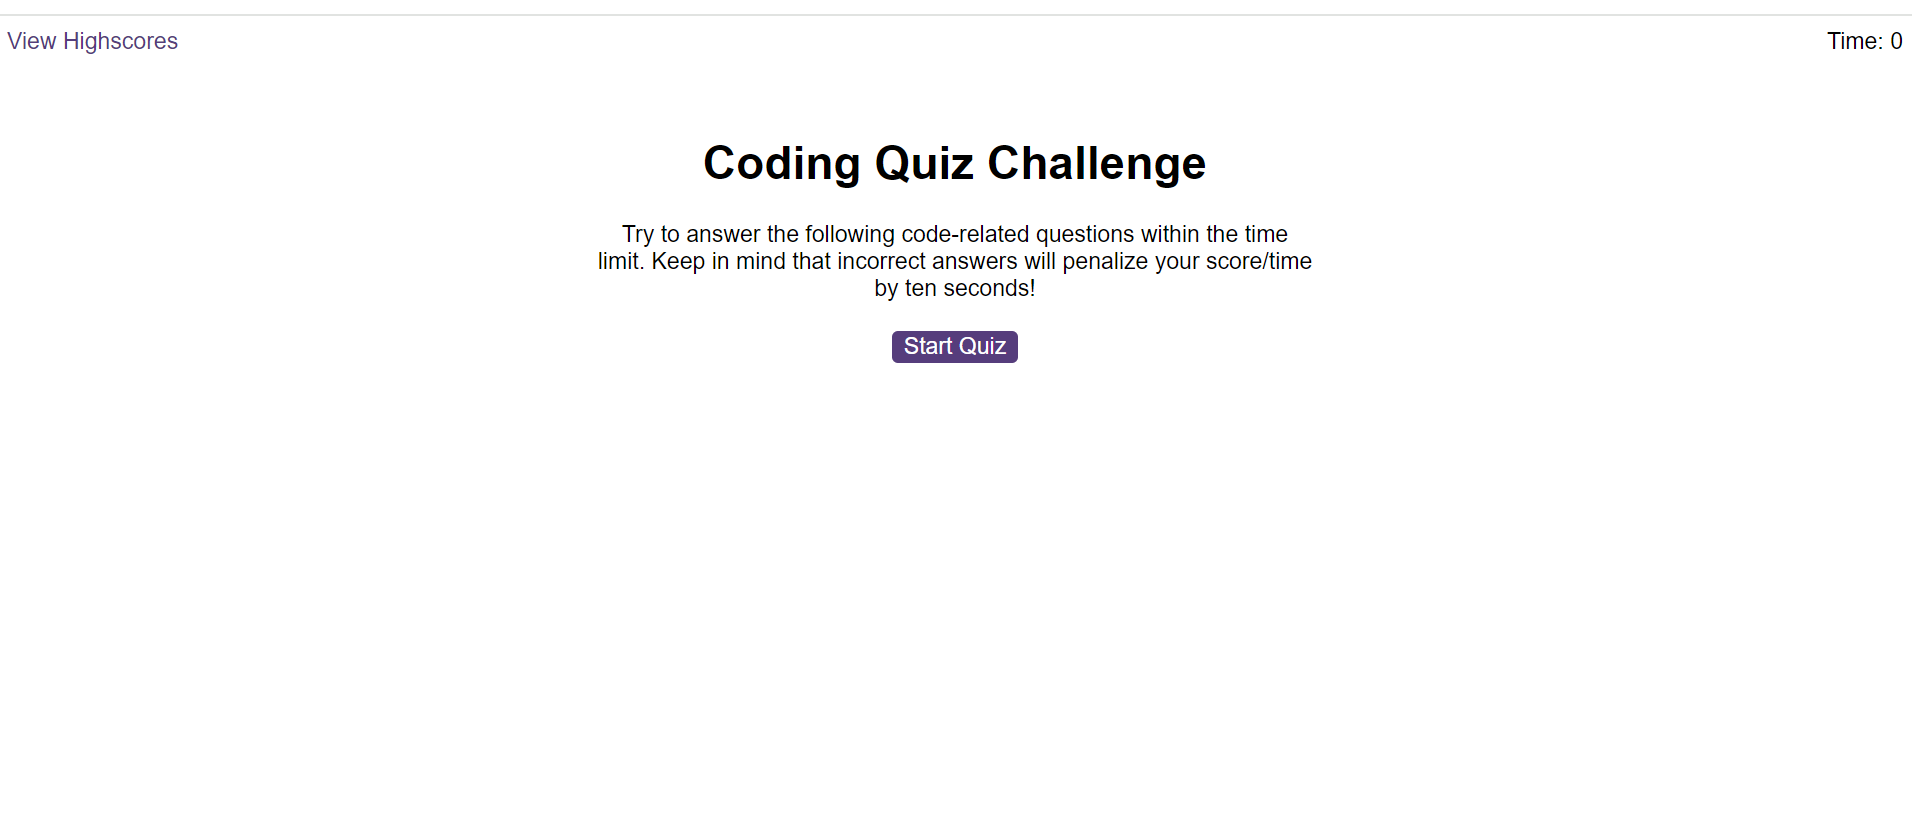 View Highscores
Time: 0
Coding Quiz Challenge
Try to answer the following code-related questions within the time
limit. Keep in mind that incorrect answers will penalize your score/time
by ten seconds!
Start Quiz